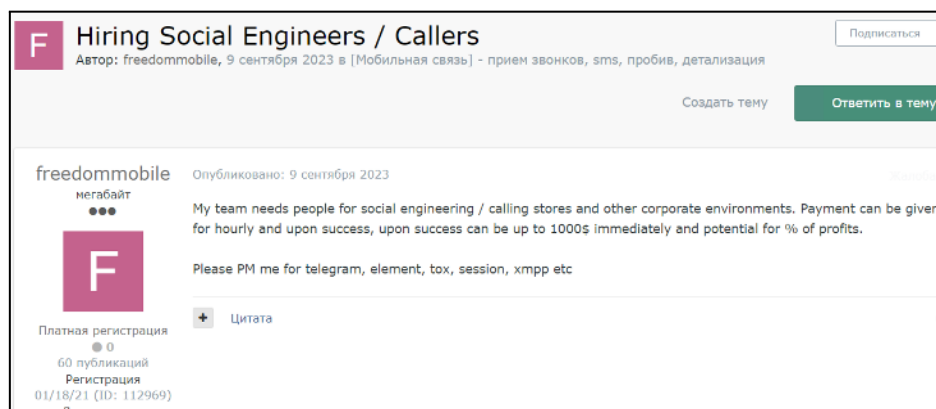 F
Hiring Social Engineers / Callers
Подписаться
Автор: freedommobile, 9 сентября 2023 в [Мобильная связь] - прием звонков, sms, пробив, детализация
Создать тему
Ответить в тему
freedommobile
мегабайт
F
Платная регистрация
0
60 публикаций
Регистрация
01/18/21 (ID: 112969)
Опубликовано: 9 сентября 2023
My team needs people for social engineering / calling stores and other corporate environments. Payment can be given
for hourly and upon success, upon success can be up to 1000$ immediately and potential for % of profits.
Please PM me for telegram, element, tox, session, xmpp etc
+ Цитата